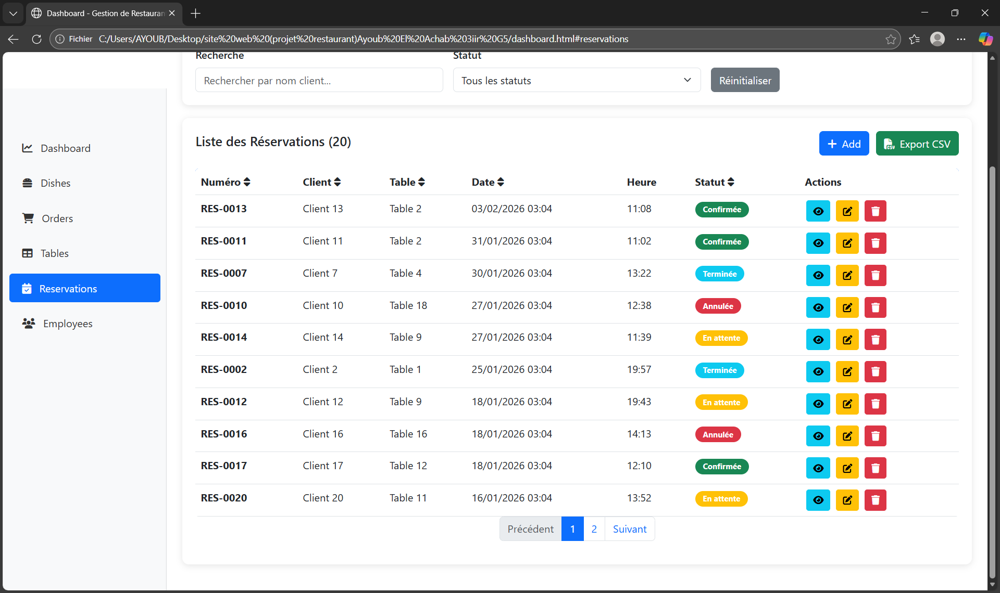 Dashboard - Gestion de Restauran
Fichier C:/Users/AYOUB/Desktop/site%20web%20(projet%20restaurant)Ayoub%20El%20Achab%203iir%20G5/dashboard.html#reservations
Recherche Statut
Rechercher par nom client... Tous les statuts Réinitialiser
Dashboard
Dishes
Orders
Tables
Reservations
Employees
Liste des Réservations (20) Add Export CSV
Numéro Client Table Date Heure Statut Actions
RES-0013 Client 13 Table 2 03/02/2026 03:04 11:08 Confirmée
RES-0011 Client 11 Table 2 31/01/2026 03:04 11:02 Confirmée
RES-0007 Client 7 Table 4 30/01/2026 03:04 13:22 Terminée
RES-0010 Client 10 Table 18 27/01/2026 03:04 12:38 Annulée
RES-0014 Client 14 Table 9 27/01/2026 03:04 11:39 En attente
RES-0002 Client 2 Table 1 25/01/2026 03:04 19:57 Terminée
RES-0012 Client 12 Table 9 18/01/2026 03:04 19:43 En attente
RES-0016 Client 16 Table 16 18/01/2026 03:04 14:13 Annulée
RES-0017 Client 17 Table 12 18/01/2026 03:04 12:10 Confirmée
RES-0020 Client 20 Table 11 16/01/2026 03:04 13:52 En attente
Précédent 1 2 Suivant